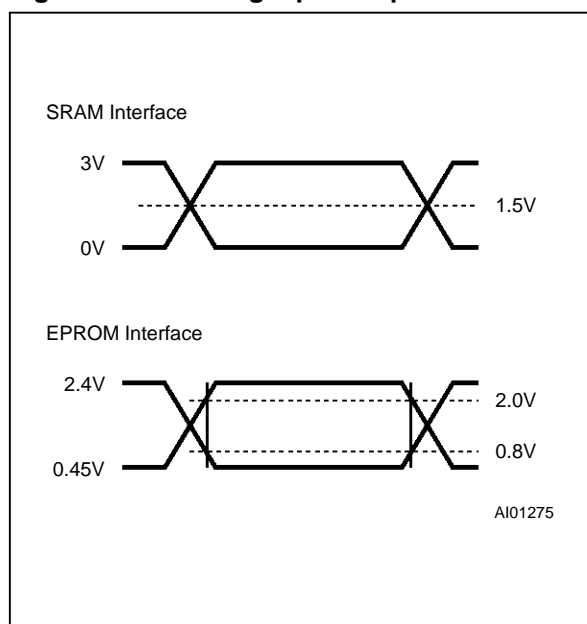 SRAM Interface
3V
1.5V
0V
EPROM Interface
2.4V
2.0V
0.8V
0.45V
AI01275